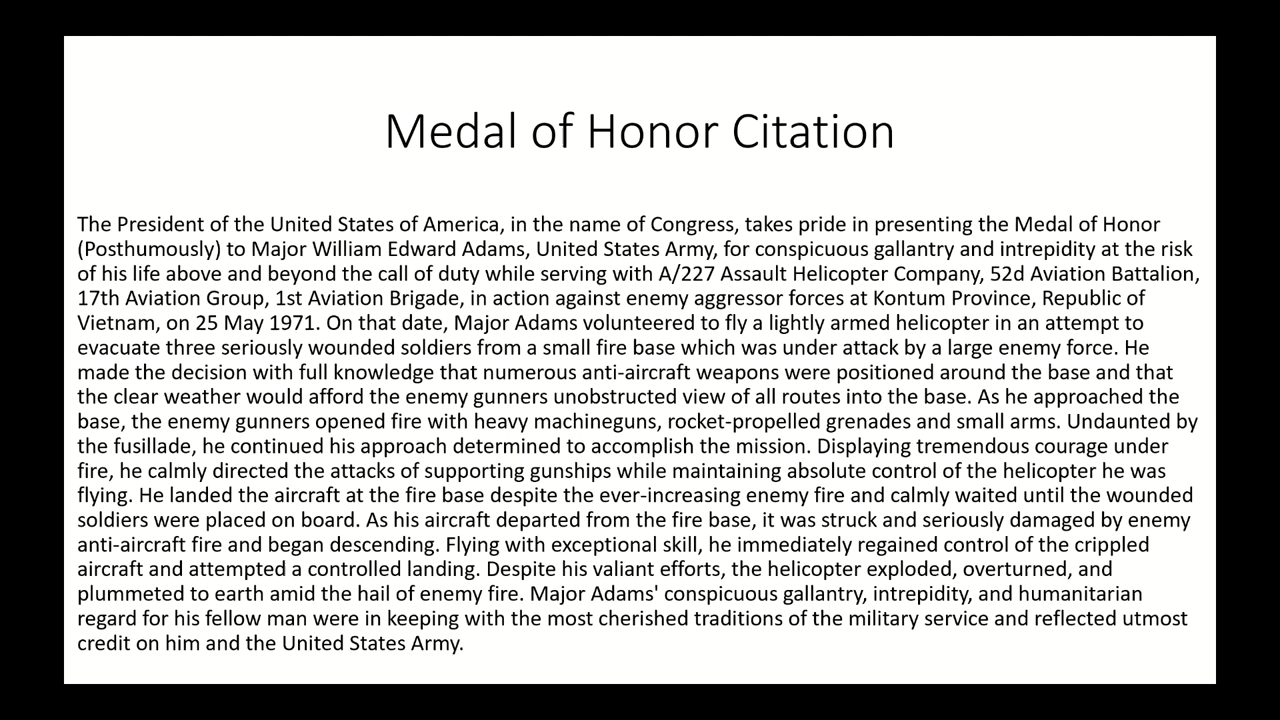 Medal of Honor Citation
The President of the United States of America, in the name of Congress, takes pride in presenting the Medal of Honor
(Posthumously) to Major William Edward Adams, United States Army, for conspicuous gallantry and intrepidity at the risk
of his life above and beyond the call of duty while serving with A/227 Assault Helicopter Company, 52d Aviation Battalion,
17th Aviation Group, 1st Aviation Brigade, in action against enemy aggressor forces at Kontum Province, Republic of
Vietnam, on 25 May 1971. On that date, Major Adams volunteered to fly a lightly armed helicopter in an attempt to
evacuate three seriously wounded soldiers from a small fire base which was under attack by a large enemy force. He
made the decision with full knowledge that numerous anti-aircraft weapons were positioned around the base and that
the clear weather would afford the enemy gunners unobstructed view of all routes into the base. As he approached the
base, the enemy gunners opened fire with heavy machineguns, rocket-propelled grenades and small arms. Undaunted by
the fusillade, he continued his approach determined to accomplish the mission. Displaying tremendous courage under
fire, he calmly directed the attacks of supporting gunships while maintaining absolute control of the helicopter he was
flying. He landed the aircraft at the fire base despite the ever-increasing enemy fire and calmly waited until the wounded
soldiers were placed on board. As his aircraft departed from the fire base, it was struck and seriously damaged by enemy
anti-aircraft fire and began descending. Flying with exceptional skill, he immediately regained control of the crippled
aircraft and attempted a controlled landing. Despite his valiant efforts, the helicopter exploded, overturned, and
plummeted to earth amid the hail of enemy fire. Major Adams' conspicuous gallantry, intrepidity, and humanitarian
regard for his fellow man were in keeping with the most cherished traditions of the military service and reflected utmost
credit on him and the United States Army.